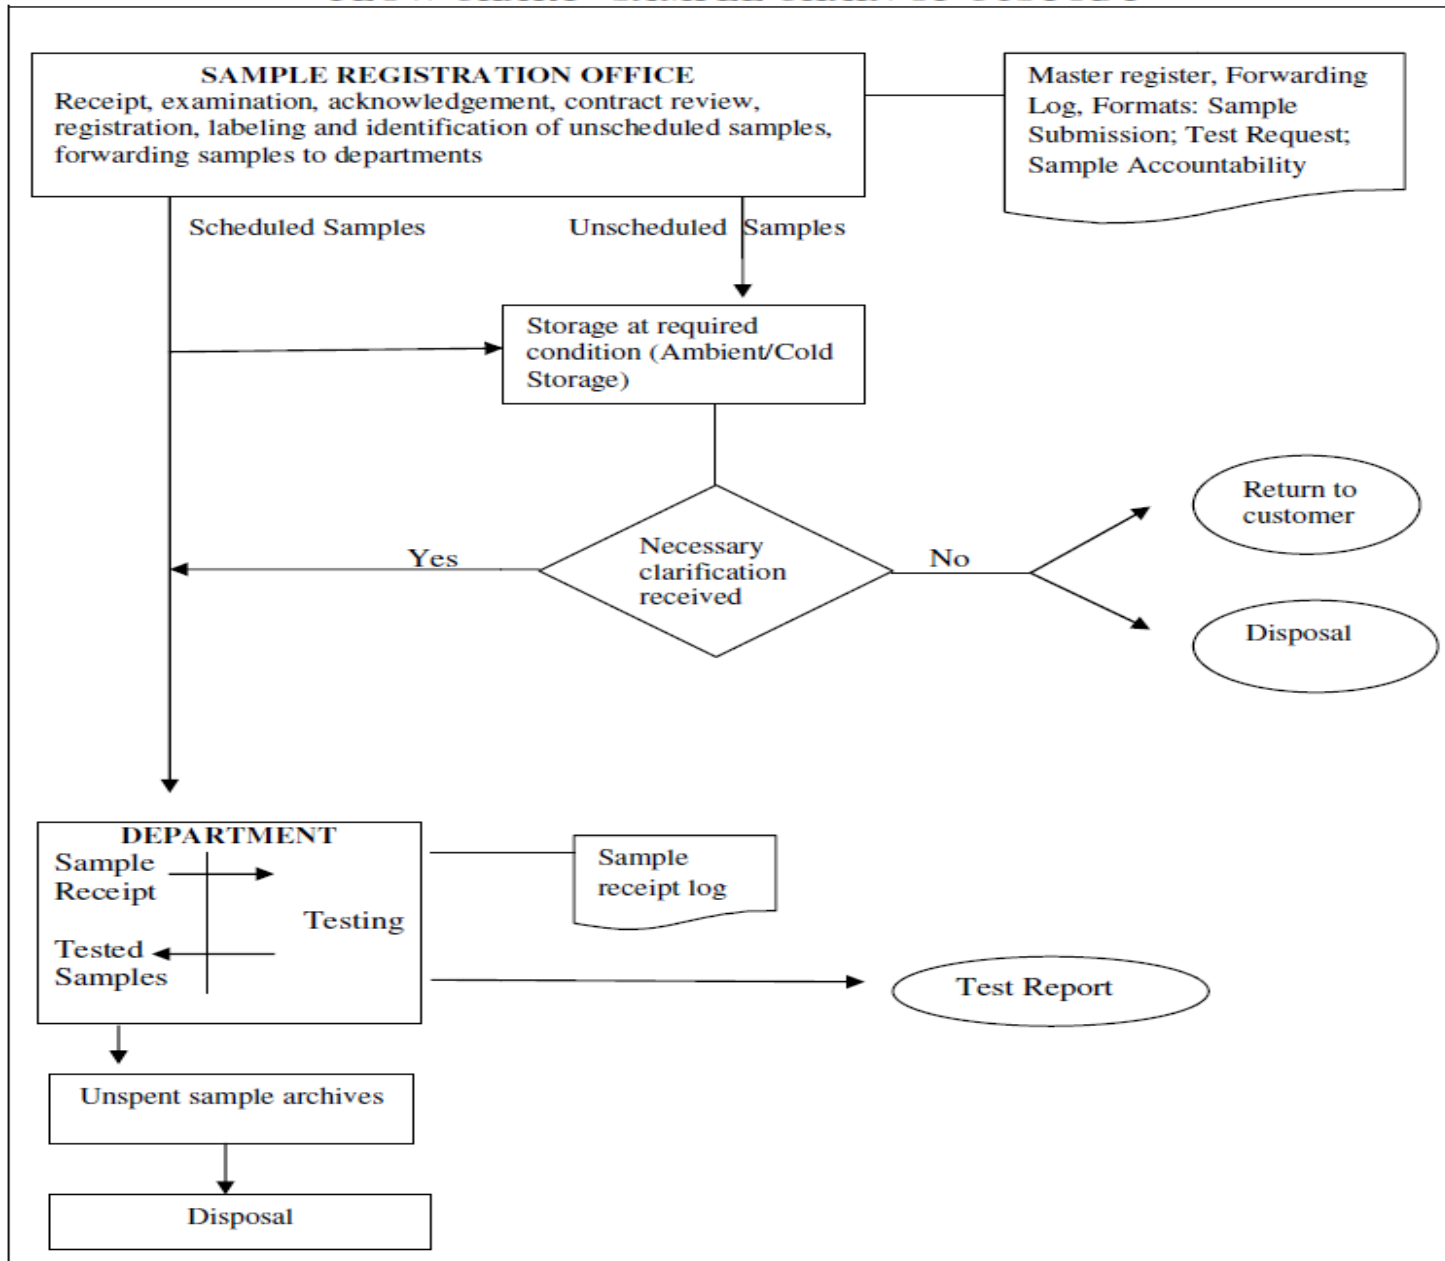 SAMPLE REGISTRATION OFFICE
Receipt, examination, acknowledgement, contract review,
registration, labeling and identification of unscheduled samples,
forwarding samples to departments
Master register, Forwarding
Log, Formats: Sample
Submission; Test Request;
Sample Accountability
Scheduled Samples
Unscheduled Samples
Storage at required
condition (Ambient/Cold
Storage)
Necessary
clarification
received
Yes
No
Return to
customer
Disposal
DEPARTMENT
Sample
Receipt
Testing
Tested
Samples
Sample
receipt log
Test Report
Unspent sample archives
Disposal